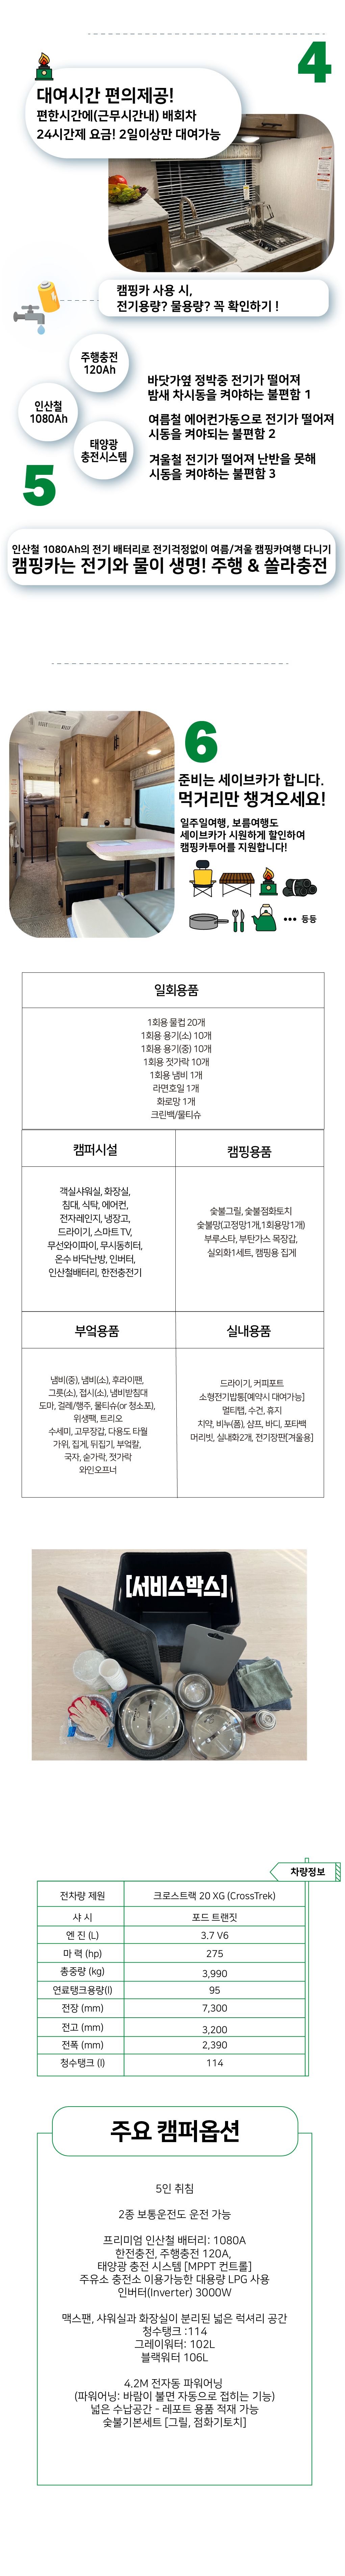 4
대여시간 편의제공!
편한시간에(근무시간내) 배회차
24시간제 요금! 2일이상만 대여가능
캠핑카 사용 시,
전기용량? 물용량? 꼭 확인하기 !
주행충전
120Ah
인산철
1080Ah
태양광
충전시스템
바닷가옆 정박중 전기가 떨어져
밤새 차시동을 켜야하는 불편함 1
여름철 에어컨가동으로 전기가 떨어져
시동을 켜야되는 불편함 2
겨울철 전기가 떨어져 난반을 못해
시동을 켜야하는 불편함 3
5
인산철 1080Ah의 전기 배터리로 전기걱정없이 여름/겨울 캠핑카여행 다니기
캠핑카는 전기와 물이 생명! 주행 & 쏠라충전
6
준비는 세이브카가 합니다.
먹거리만 챙겨오세요!
일주일여행, 보름여행도
세이브카가 시원하게 할인하여
캠핑카투어를 지원합니다!
••• 등등
일회용품
1회용 물컵 20개
1회용 용기(소) 10개
1회용 용기(중) 10개
1회용 젓가락 10개
1회용 냄비 1개
라면호일 1개
화로망 1개
크린백/물티슈
캠퍼시설
객실샤워실, 화장실,
침대, 식탁, 에어컨,
전자레인지, 냉장고,
드라이기, 스마트 TV,
무선와이파이, 무시동히터,
온수 바닥난방, 인버터,
인산철배터리, 한전충전기
캠핑용품
숯불그릴, 숯불점화토치
숯불망(고정망1개,1회용망1개)
부루스타, 부탄가스 목장갑,
실외화1세트, 캠핑용 집게
부엌용품
냄비(중), 냄비(소), 후라이팬,
그릇(소), 접시(소), 냄비받침대
도마, 걸레/행주, 물티슈(or 청소포),
위생팩, 트리오
수세미, 고무장갑, 다용도 타월
가위, 집게, 뒤집기, 부엌칼,
국자, 숟가락, 젓가락
와인오프너
실내용품
드라이기, 커피포트
소형전기밥통[예약시 대여가능]
멀티탭, 수건, 휴지
치약, 비누(폼), 샴프, 바디, 포타백
머리빗, 실내화2개, 전기장판[겨울용]
[서비스박스]
차량정보
전차량 제원 크로스트랙 20 XG (CrossTrek)
샤 시 포드 트랜짓
엔 진 (L) 3.7 V6
마 력 (hp) 275
총중량 (kg) 3,990
연료탱크용량(l) 95
전장 (mm) 7,300
전고 (mm) 3,200
전폭 (mm) 2,390
청수탱크 (l) 114
주요 캠퍼옵션
5인 취침
2종 보통운전도 운전 가능
프리미엄 인산철 배터리: 1080A
한전충전, 주행충전 120A,
태양광 충전 시스템 [MPPT 컨트롤]
주유소 충전소 이용가능한 대용량 LPG 사용
인버터(Inverter) 3000W
맥스팬, 샤워실과 화장실이 분리된 넓은 럭셔리 공간
청수탱크 :114
그레이워터: 102L
블랙워터 106L
4.2M 전자동 파워어닝
(파워어닝: 바람이 불면 자동으로 접히는 기능)
넓은 수납공간 - 레포트 용품 적재 가능
숯불기본세트 [그릴, 점화기토치]